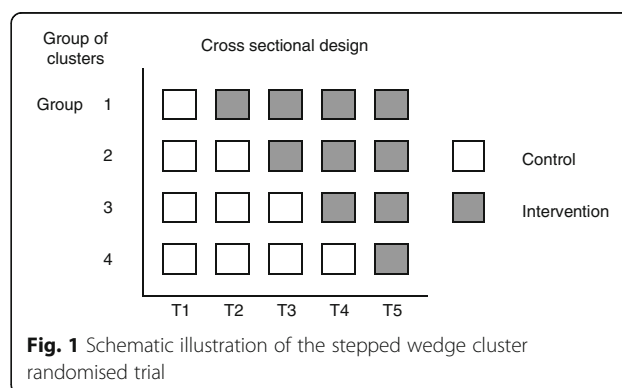 Group of
clusters
Cross sectional design
Group 1
2
3
4
Control
Intervention
T1 T2 T3 T4 T5
Fig. 1 Schematic illustration of the stepped wedge cluster
randomised trial